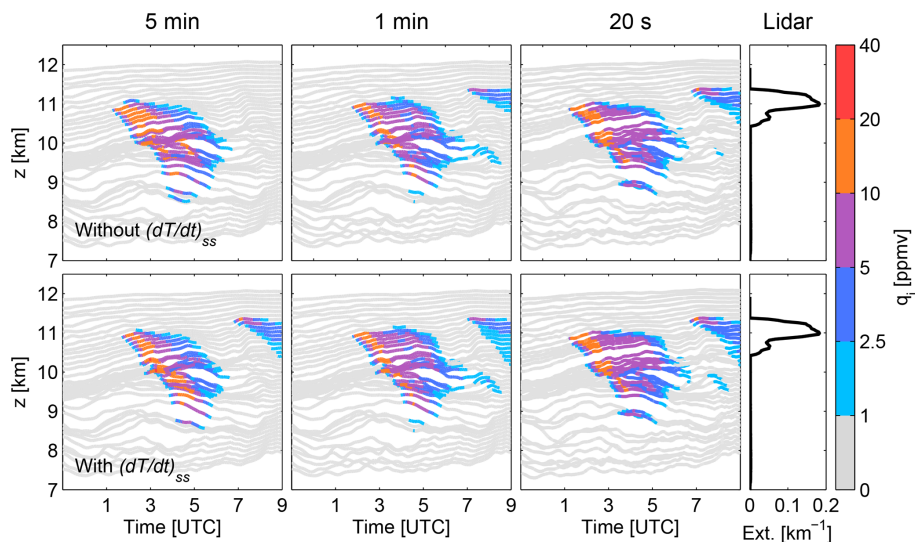 5 min 1 min 20 s Lidar
12
11
10
9
8
7
z [km]
Without (dT/dt)ss
12
11
10
9
8
7
z [km]
With (dT/dt)ss
1 3 5 7 9
1 3 5 7 9
1 3 5 7 9
0 0.1 0.2
Time [UTC] Time [UTC] Time [UTC] Ext. [km−1]
40
20
10
5
2.5
1
0
qi [ppmv]